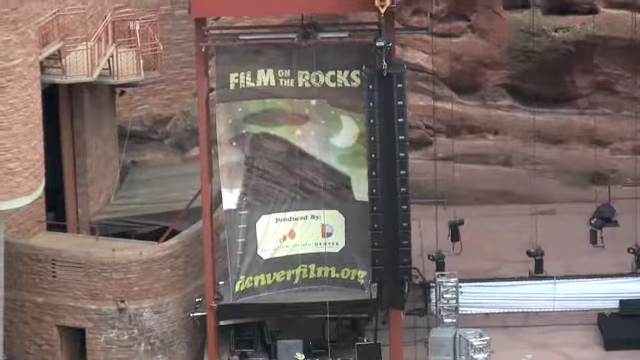 FILM ON THE ROCKS
Produced By:
DENVER
denverfilm.org